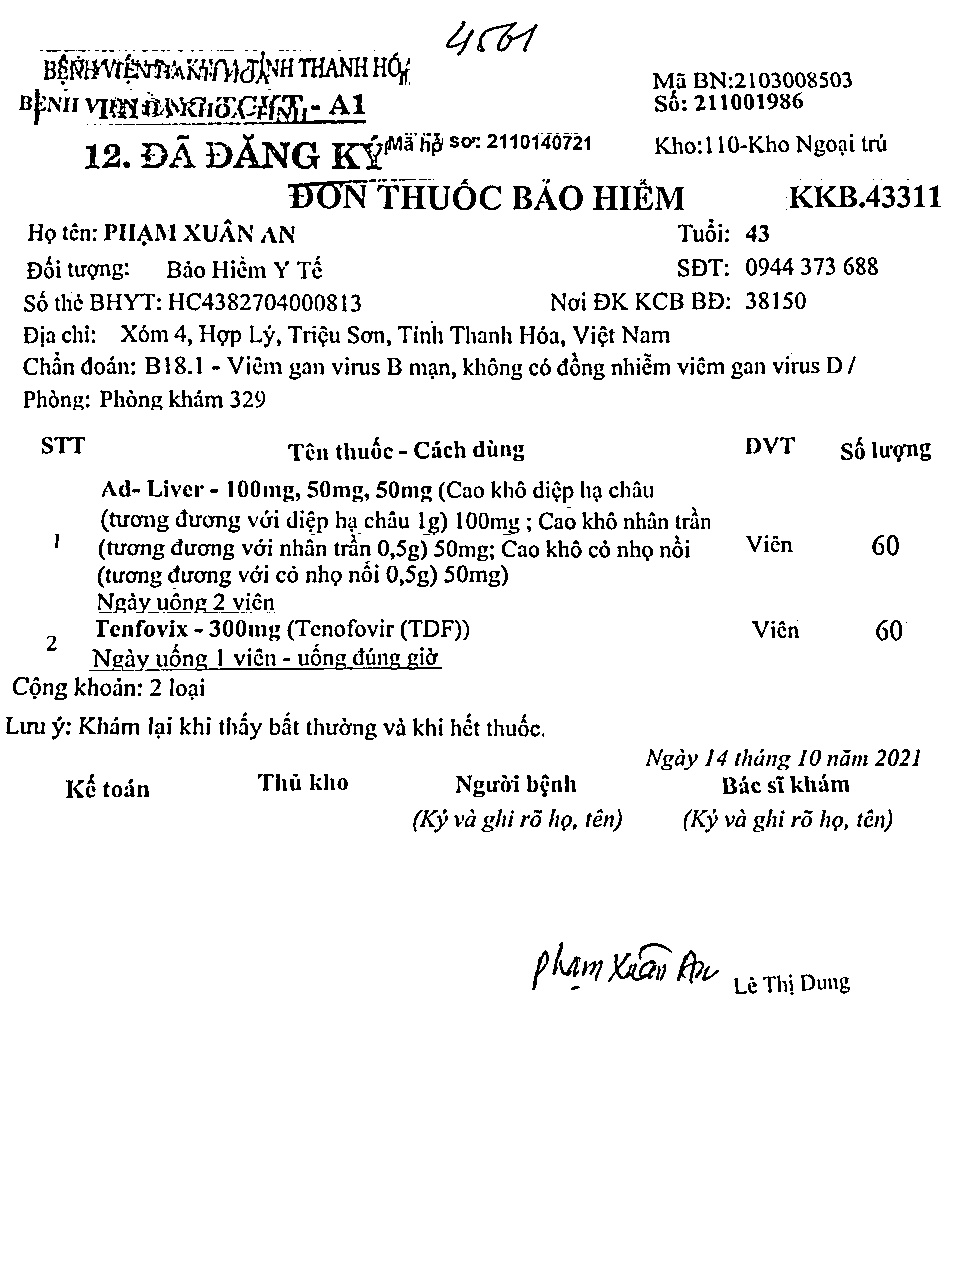 4561
BỆNH VIỆN ĐA KHOA TỈNH THANH HÓA
BỆNH VIỆN - A1
Mã BN:2103008503
Số: 211001986
12. ĐÃ ĐĂNG KÝ
Mã hồ sơ: 2110140721
Kho:110-Kho Ngoại trú
ĐƠN THUỐC BẢO HIỂM
KKB.43311
Họ tên: PHẠM XUÂN AN
Tuổi: 43
Đối tượng: Bảo Hiểm Y Tế
SĐT: 0944 373 688
Số thẻ BHYT: HC4382704000813
Nơi ĐK KCB BĐ: 38150
Địa chỉ: Xóm 4, Hợp Lý, Triệu Sơn, Tỉnh Thanh Hóa, Việt Nam
Chẩn đoán: B18.1 - Viêm gan virus B mạn, không có đồng nhiễm viêm gan virus D /
Phòng: Phòng khám 329
STT Tên thuốc - Cách dùng ĐVT Số lượng
Ad- Liver - 100mg, 50mg, 50mg (Cao khô diệp hạ châu
(tương đương với diệp hạ châu 1g) 100mg ; Cao khô nhân trần
1 (tương đương với nhân trần 0,5g) 50mg; Cao khô cỏ nhọ nồi Viên 60
(tương đương với cỏ nhọ nồi 0,5g) 50mg)
Ngày uống 2 viên
2 Tenfovix - 300mg (Tenofovir (TDF)) Viên 60
Ngày uống 1 viên - uống đúng giờ
Cộng khoản: 2 loại
Lưu ý: Khám lại khi thấy bất thường và khi hết thuốc.
Ngày 14 tháng 10 năm 2021
Kế toán Thủ kho Người bệnh Bác sĩ khám
(Ký và ghi rõ họ, tên) (Ký và ghi rõ họ, tên)
Phạm Xuân An
Lê Thị Dung